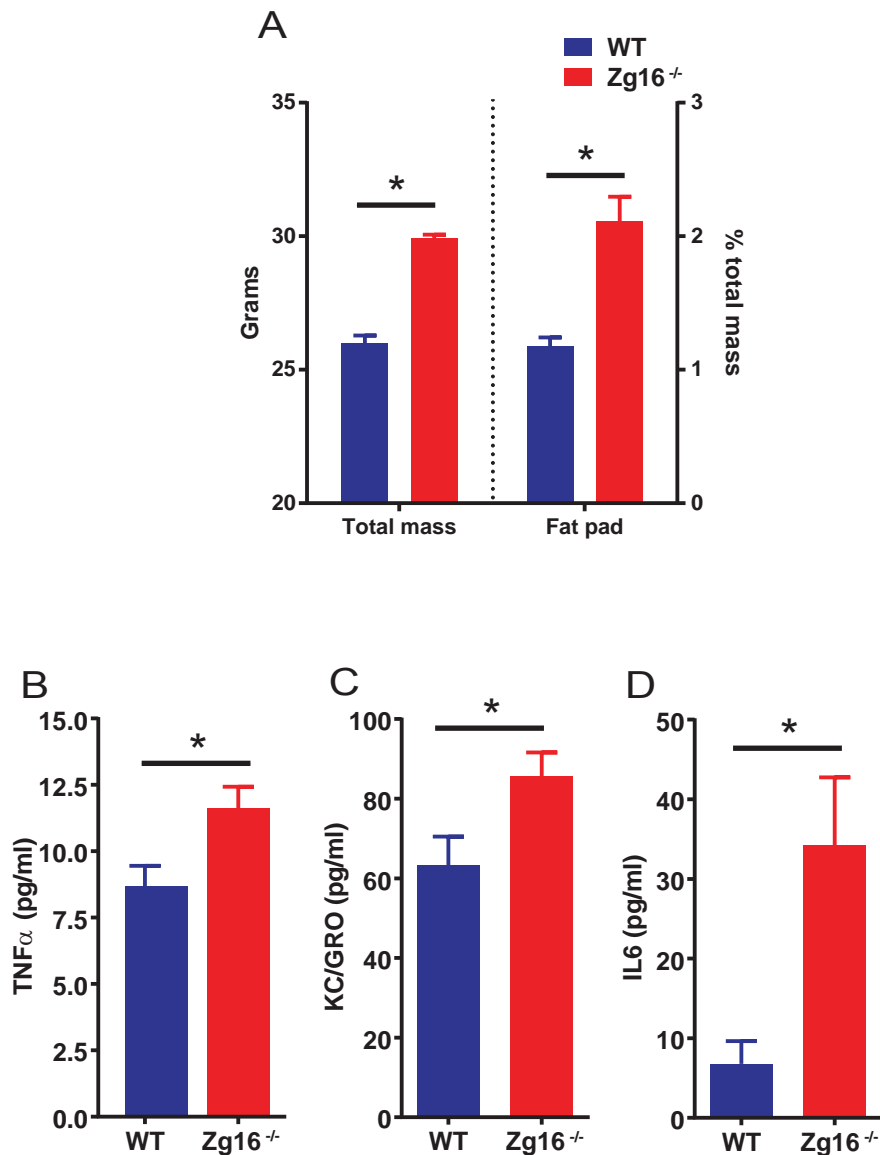 A
WT
Zg16 -/-
35
30
25
20
Grams
3
2
1
0
% total mass
*
*
Total mass
Fat pad
B
15.0
12.5
10.0
7.5
5.0
2.5
0.0
TNFα (pg/ml)
*
WT
Zg16 -/-
C
100
80
60
40
20
0
KC/GRO (pg/ml)
*
WT
Zg16 -/-
D
50
40
30
20
10
0
IL6 (pg/ml)
*
WT
Zg16 -/-